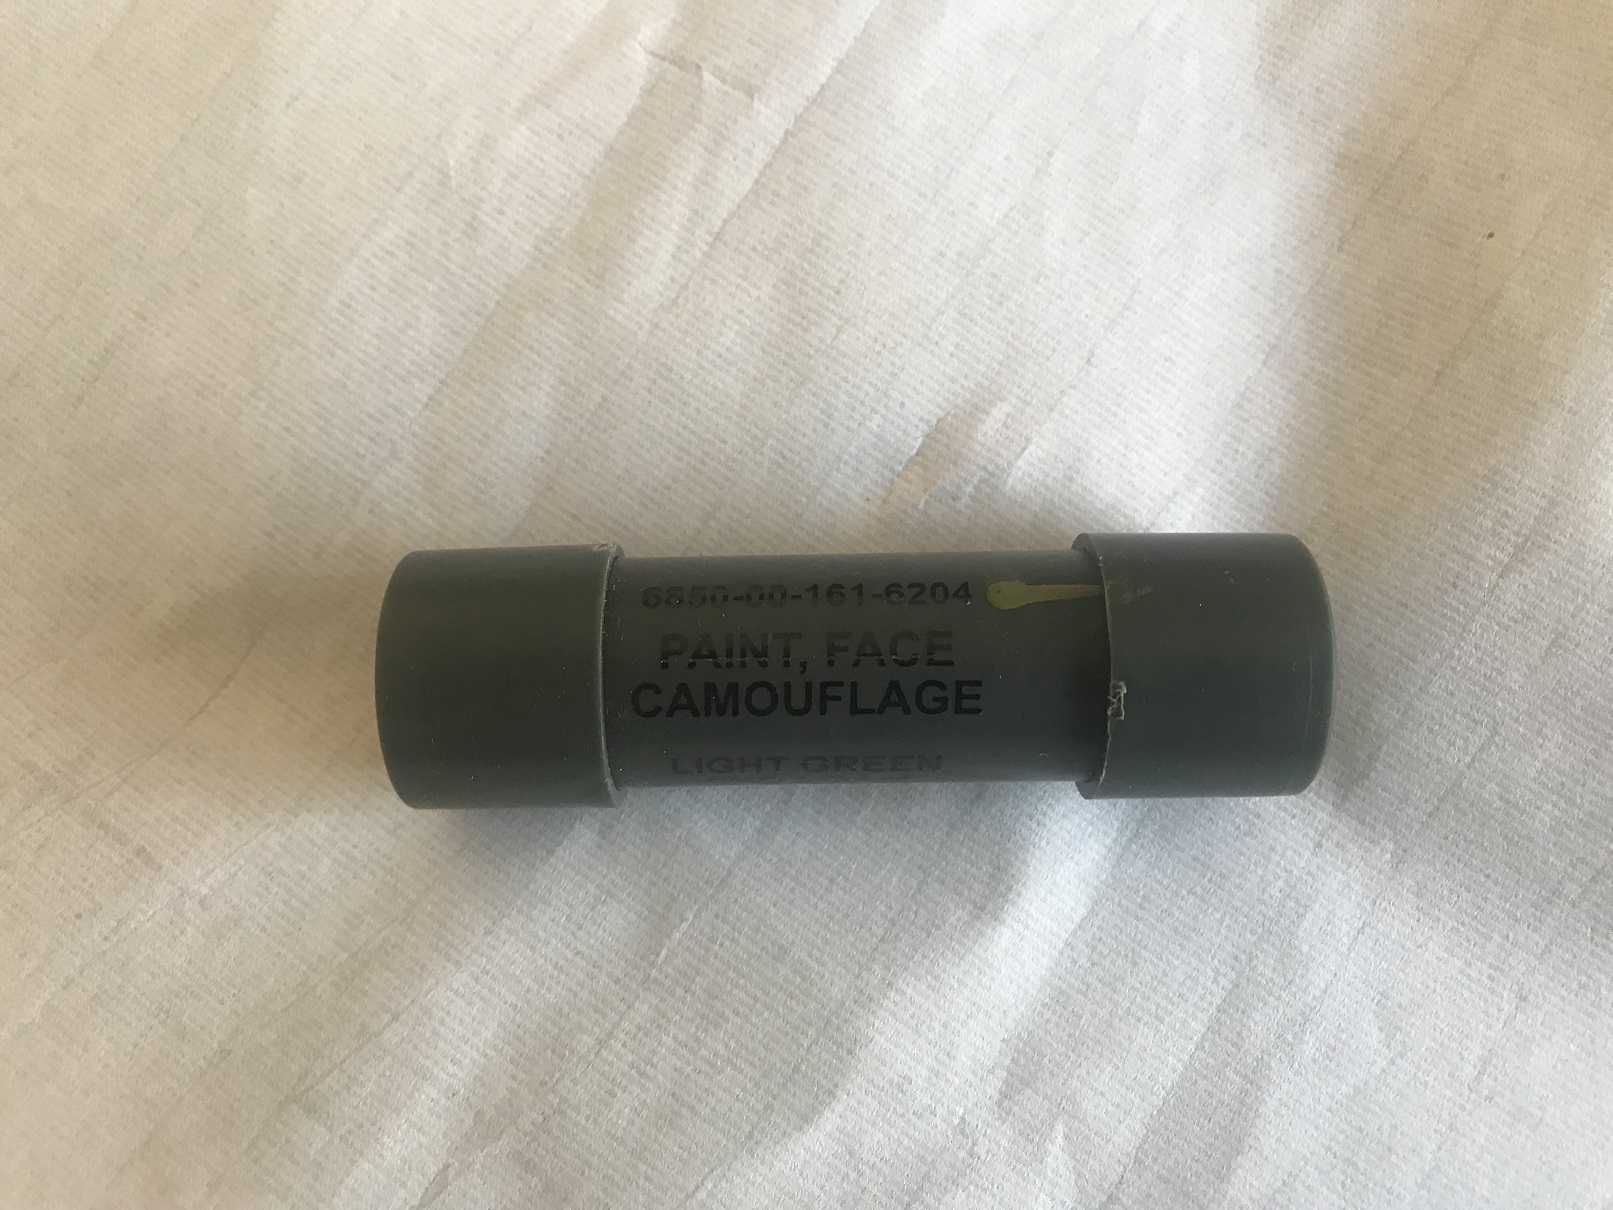 6850-00-161-6204
PAINT, FACE
CAMOUFLAGE
LIGHT GREEN